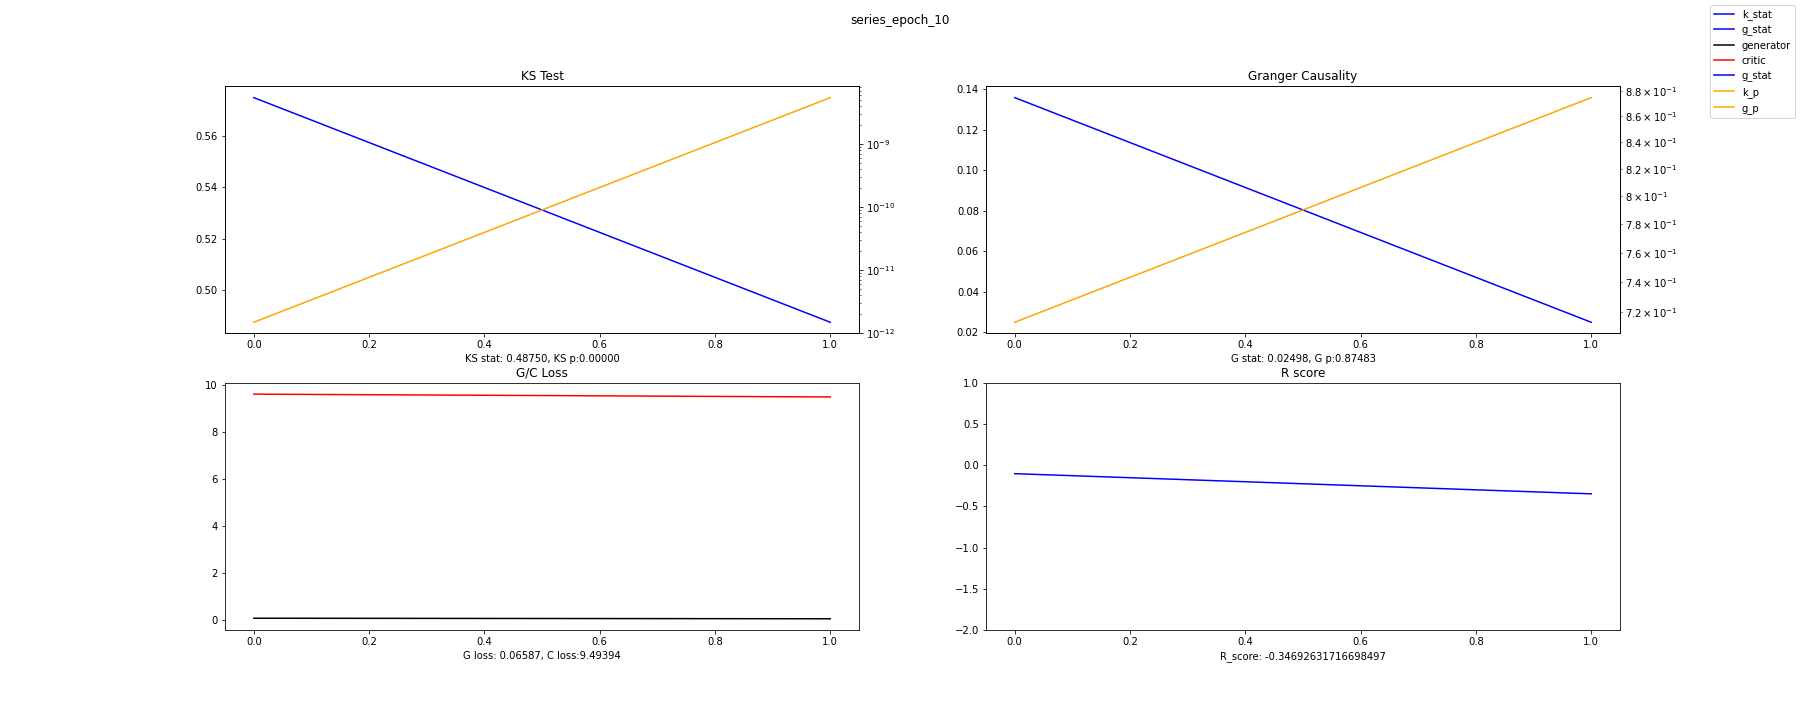 series_epoch_10
k_stat
g_stat
generator
critic
g_stat
k_p
g_p
KS Test
0.56
0.54
0.52
0.50
10⁻⁹
10⁻¹⁰
10⁻¹¹
10⁻¹²
0.0 0.2 0.4 0.6 0.8 1.0
KS stat: 0.48750, KS p:0.00000
Granger Causality
0.14
0.12
0.10
0.08
0.06
0.04
0.02
8.8 × 10⁻¹
8.6 × 10⁻¹
8.4 × 10⁻¹
8.2 × 10⁻¹
8 × 10⁻¹
7.8 × 10⁻¹
7.6 × 10⁻¹
7.4 × 10⁻¹
7.2 × 10⁻¹
0.0 0.2 0.4 0.6 0.8 1.0
G stat: 0.02498, G p:0.87483
G/C Loss
10
8
6
4
2
0
0.0 0.2 0.4 0.6 0.8 1.0
G loss: 0.06587, C loss:9.49394
R score
1.0
0.5
0.0
−0.5
−1.0
−1.5
−2.0
0.0 0.2 0.4 0.6 0.8 1.0
R_score: -0.34692631716698497